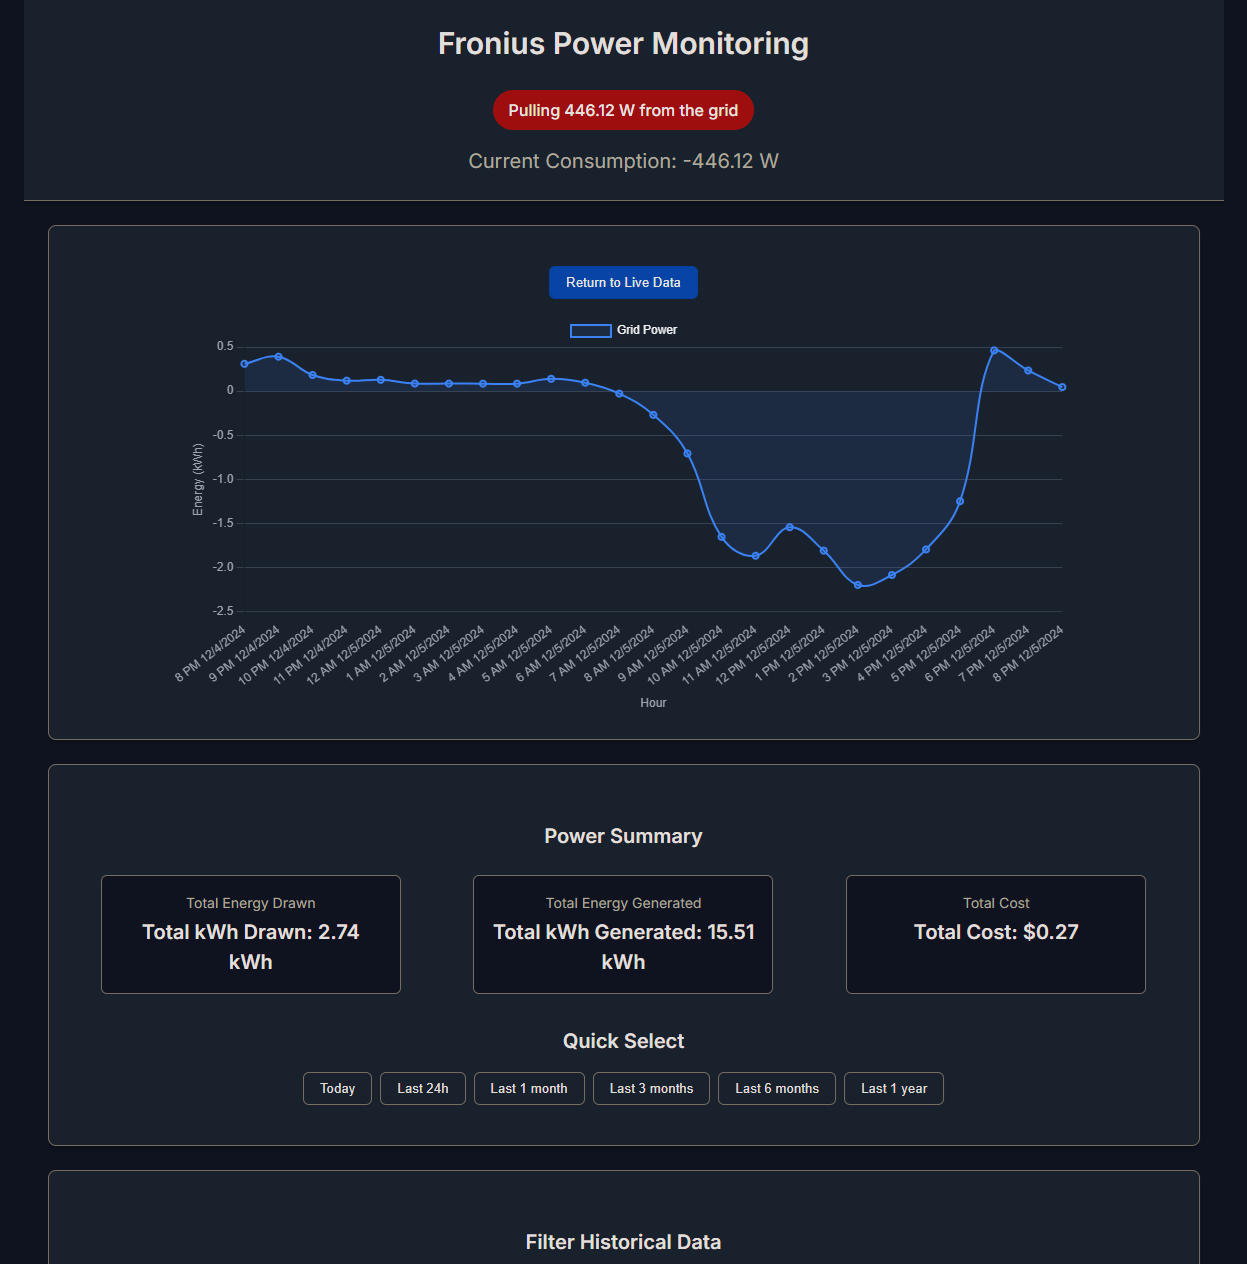 Fronius Power Monitoring
Pulling 446.12 W from the grid
Current Consumption: -446.12 W
Return to Live Data
Grid Power
0.5
0
-0.5
-1.0
-1.5
-2.0
-2.5
Energy (kWh)
8 PM 12/4/2024
9 PM 12/4/2024
10 PM 12/4/2024
11 PM 12/4/2024
12 AM 12/5/2024
1 AM 12/5/2024
2 AM 12/5/2024
3 AM 12/5/2024
4 AM 12/5/2024
5 AM 12/5/2024
6 AM 12/5/2024
7 AM 12/5/2024
8 AM 12/5/2024
9 AM 12/5/2024
10 AM 12/5/2024
11 AM 12/5/2024
12 PM 12/5/2024
1 PM 12/5/2024
2 PM 12/5/2024
3 PM 12/5/2024
4 PM 12/5/2024
5 PM 12/5/2024
6 PM 12/5/2024
7 PM 12/5/2024
8 PM 12/5/2024
Hour
Power Summary
Total Energy Drawn
Total kWh Drawn: 2.74
kWh
Total Energy Generated
Total kWh Generated: 15.51
kWh
Total Cost
Total Cost: $0.27
Quick Select
Today
Last 24h
Last 1 month
Last 3 months
Last 6 months
Last 1 year
Filter Historical Data